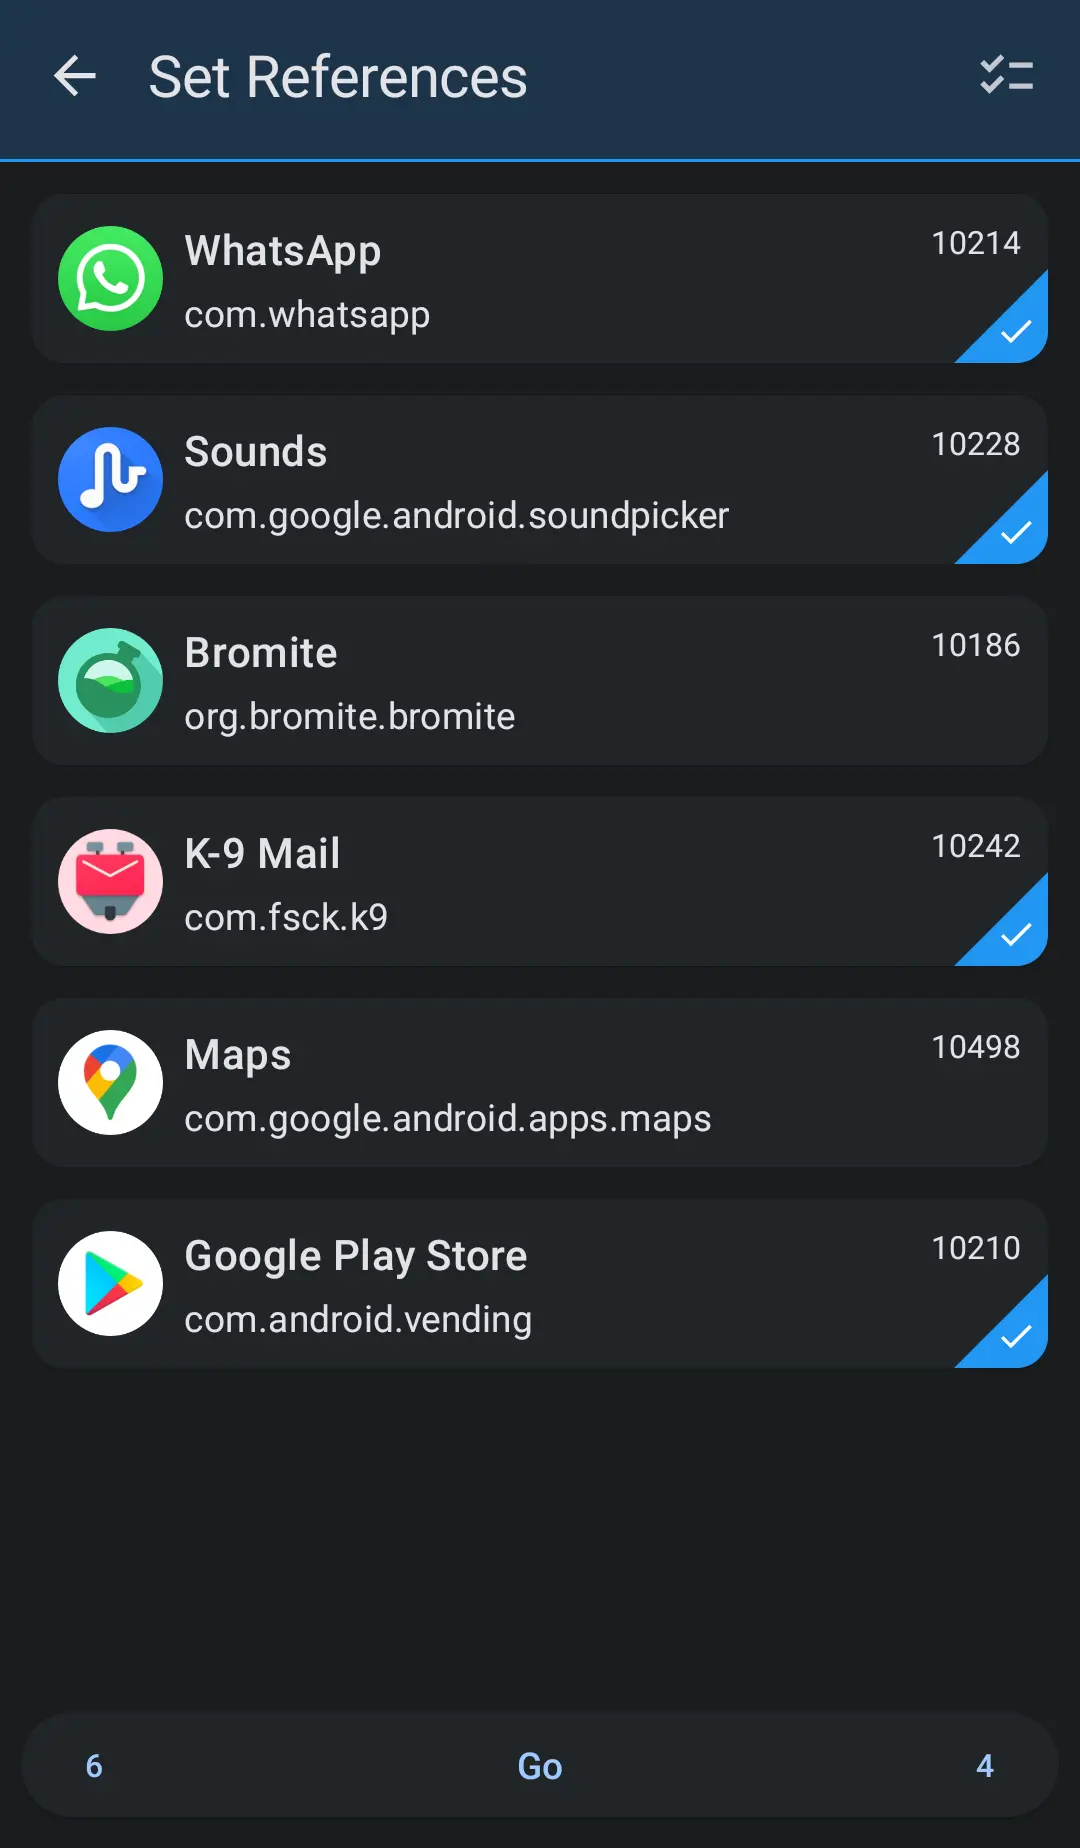 Set References
WhatsApp
10214
com.whatsapp
Sounds
10228
com.google.android.soundpicker
Bromite
10186
org.bromite.bromite
K-9 Mail
10242
com.fsck.k9
Maps
10498
com.google.android.apps.maps
Google Play Store
10210
com.android.vending
6 Go 4